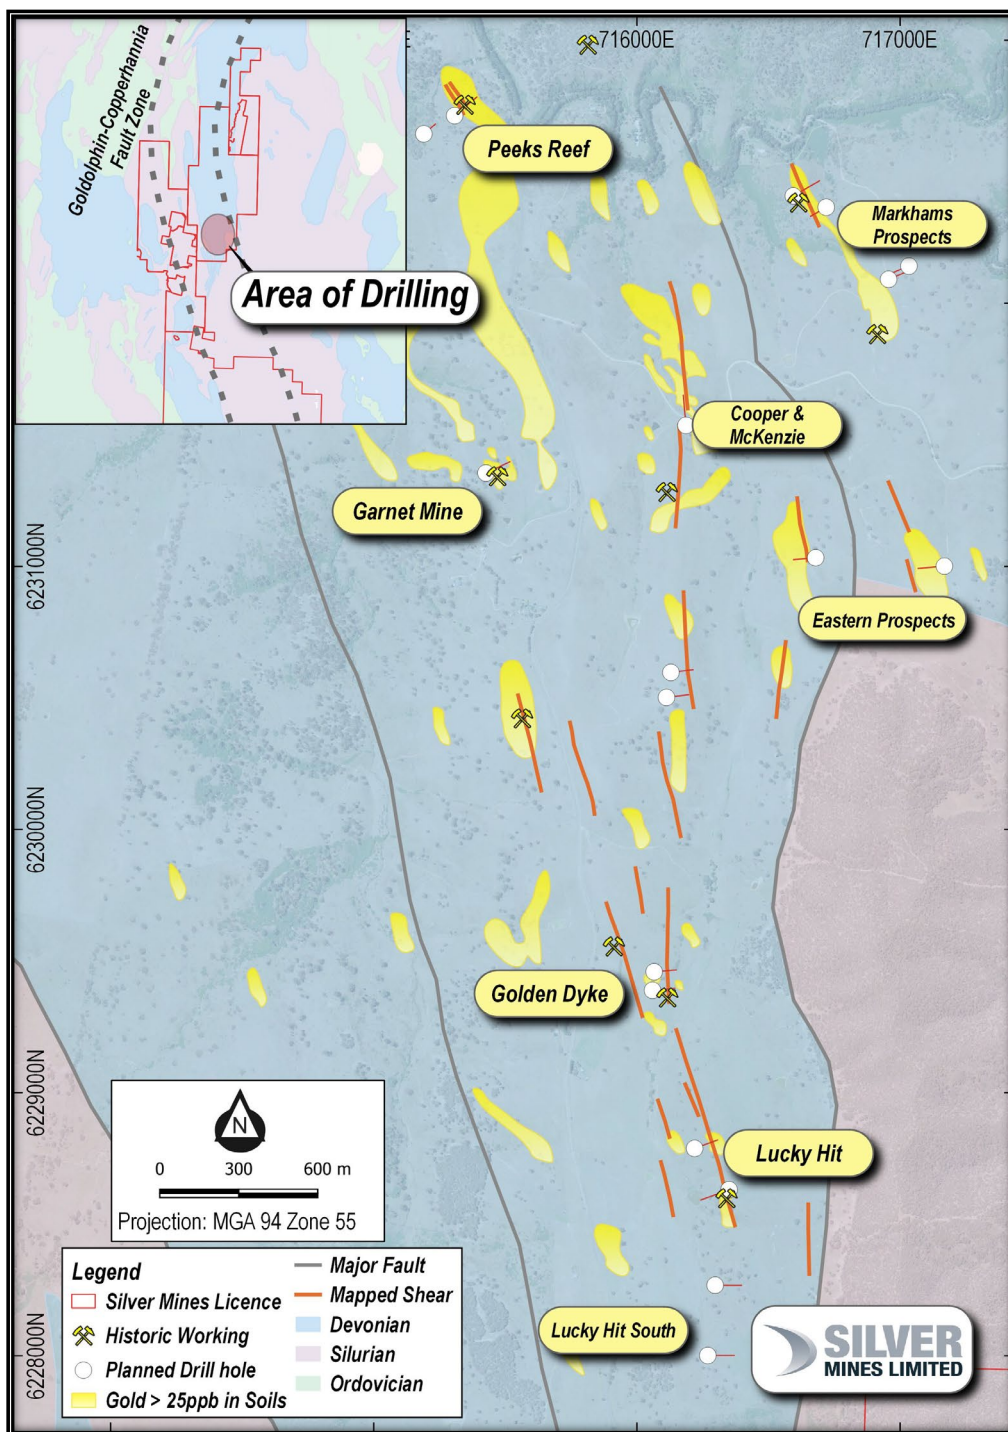 716000E
717000E
Goldolphin-Copperhannia
Fault Zone
Area of Drilling
Peeks Reef
Markhams
Prospects
Cooper &
McKenzie
Garnet Mine
6231000N
Eastern Prospects
6230000N
Golden Dyke
6229000N
N
0 300 600 m
Projection: MGA 94 Zone 55
Lucky Hit
Legend
Silver Mines Licence
Historic Working
Planned Drill hole
Gold > 25ppb in Soils
Major Fault
Mapped Shear
Devonian
Silurian
Ordovician
Lucky Hit South
6228000N
SILVER
MINES LIMITED